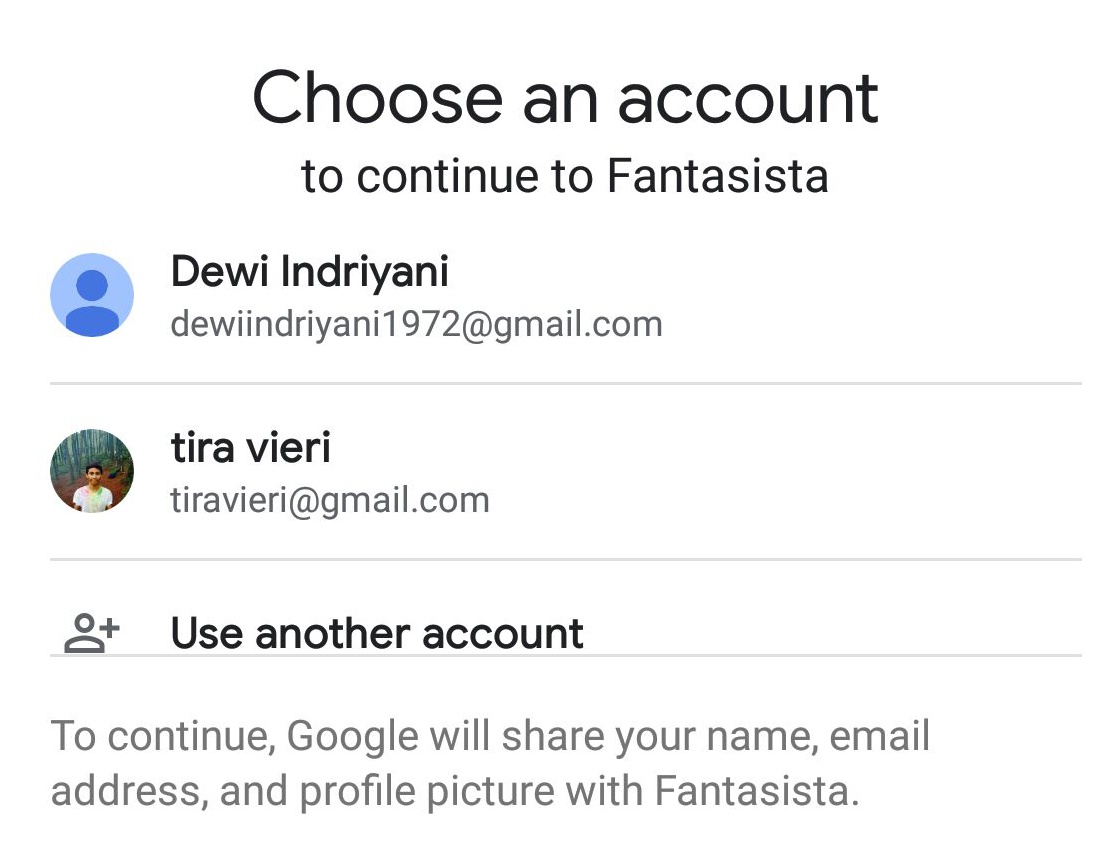 Choose an account
to continue to Fantasista
Dewi Indriyani
dewiindriyani1972@gmail.com
tira vieri
tiravieri@gmail.com
Use another account
To continue, Google will share your name, email
address, and profile picture with Fantasista.